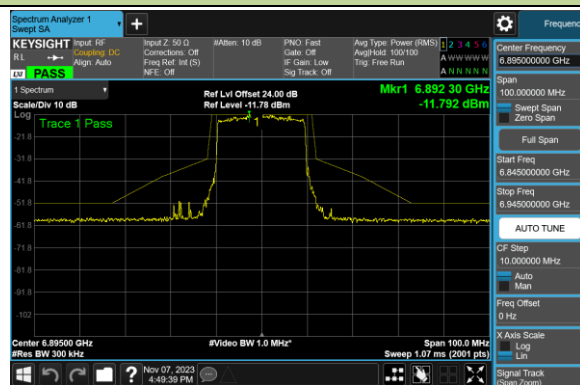 Spectrum Analyzer 1
Swept SA
Frequenc
KEYSIGHT
RL
LXI PASS
Input: RF
Coupling: DC
Align: Auto
Input Z: 50 Ω
Corrections: Off
Freq Ref: Int (S)
NFE: Off
#Atten: 10 dB
PNO: Fast
Gate: Off
IF Gain: Low
Sig Track: Off
Avg Type: Power (RMS)
Avg|Hold: 100/100
Trig: Free Run
1 2 3 4 5 6
A W W W W W
A N N N N N
1 Spectrum
Scale/Div 10 dB
Ref Lvl Offset 24.00 dB
Ref Level -11.78 dBm
Mkr1 6.892 30 GHz
-11.792 dBm
Log
Trace 1 Pass
1
-21.8
-31.8
-41.8
-51.8
-61.8
-71.8
-81.8
-91.8
-102
Center 6.89500 GHz
#Res BW 300 kHz
#Video BW 1.0 MHz*
Span 100.0 MHz
Sweep 1.07 ms (2001 pts)
Center Frequency
6.895000000 GHz
Span
100.000000 MHz
Swept Span
Zero Span
Full Span
Start Freq
6.845000000 GHz
Stop Freq
6.945000000 GHz
AUTO TUNE
CF Step
10.000000 MHz
Auto
Man
Freq Offset
0 Hz
X Axis Scale
Log
Lin
Signal Track
(Span Zoom)
?
Nov 07, 2023
4:49:39 PM